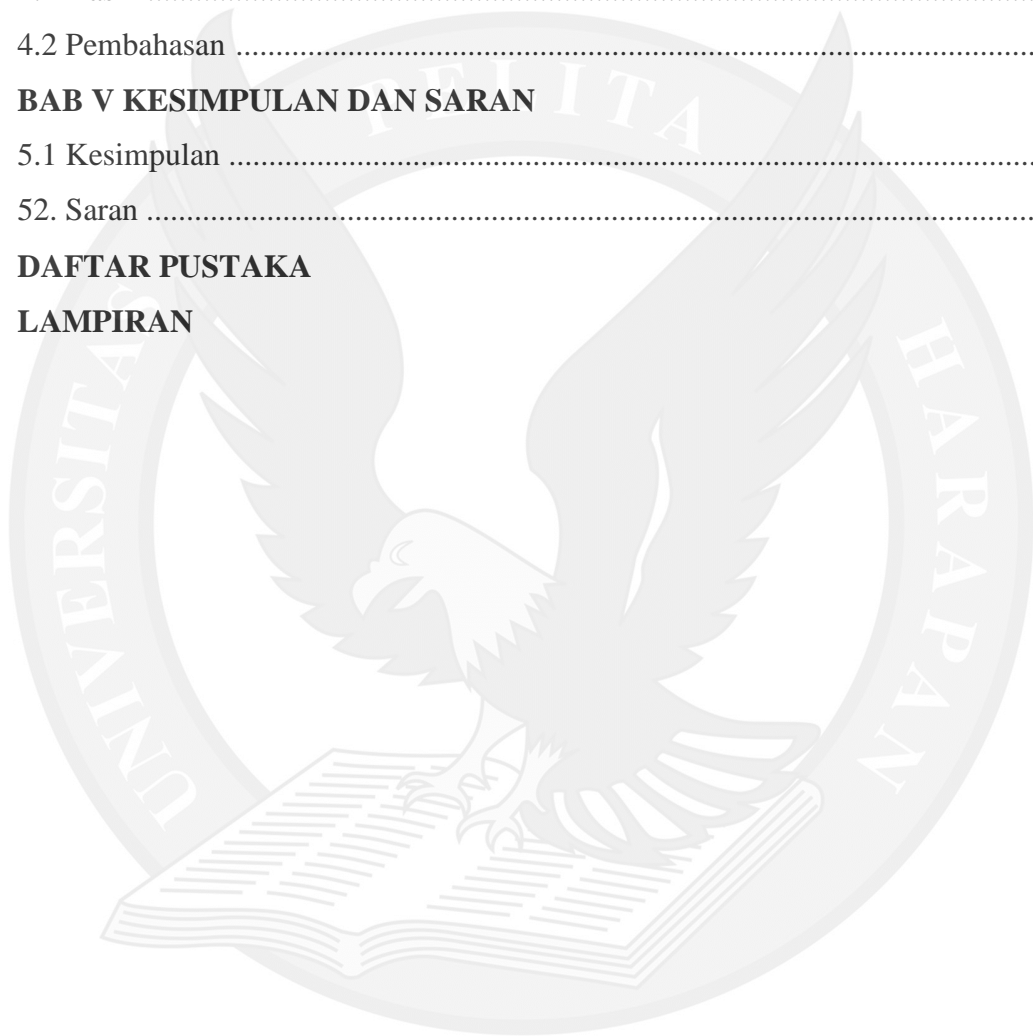 4.2 Pembahasan ....................................................................................................
BAB V KESIMPULAN DAN SARAN
5.1 Kesimpulan .....................................................................................................
52. Saran ...............................................................................................................
DAFTAR PUSTAKA
LAMPIRAN
UNIVERSITAS PELITA HARAPAN